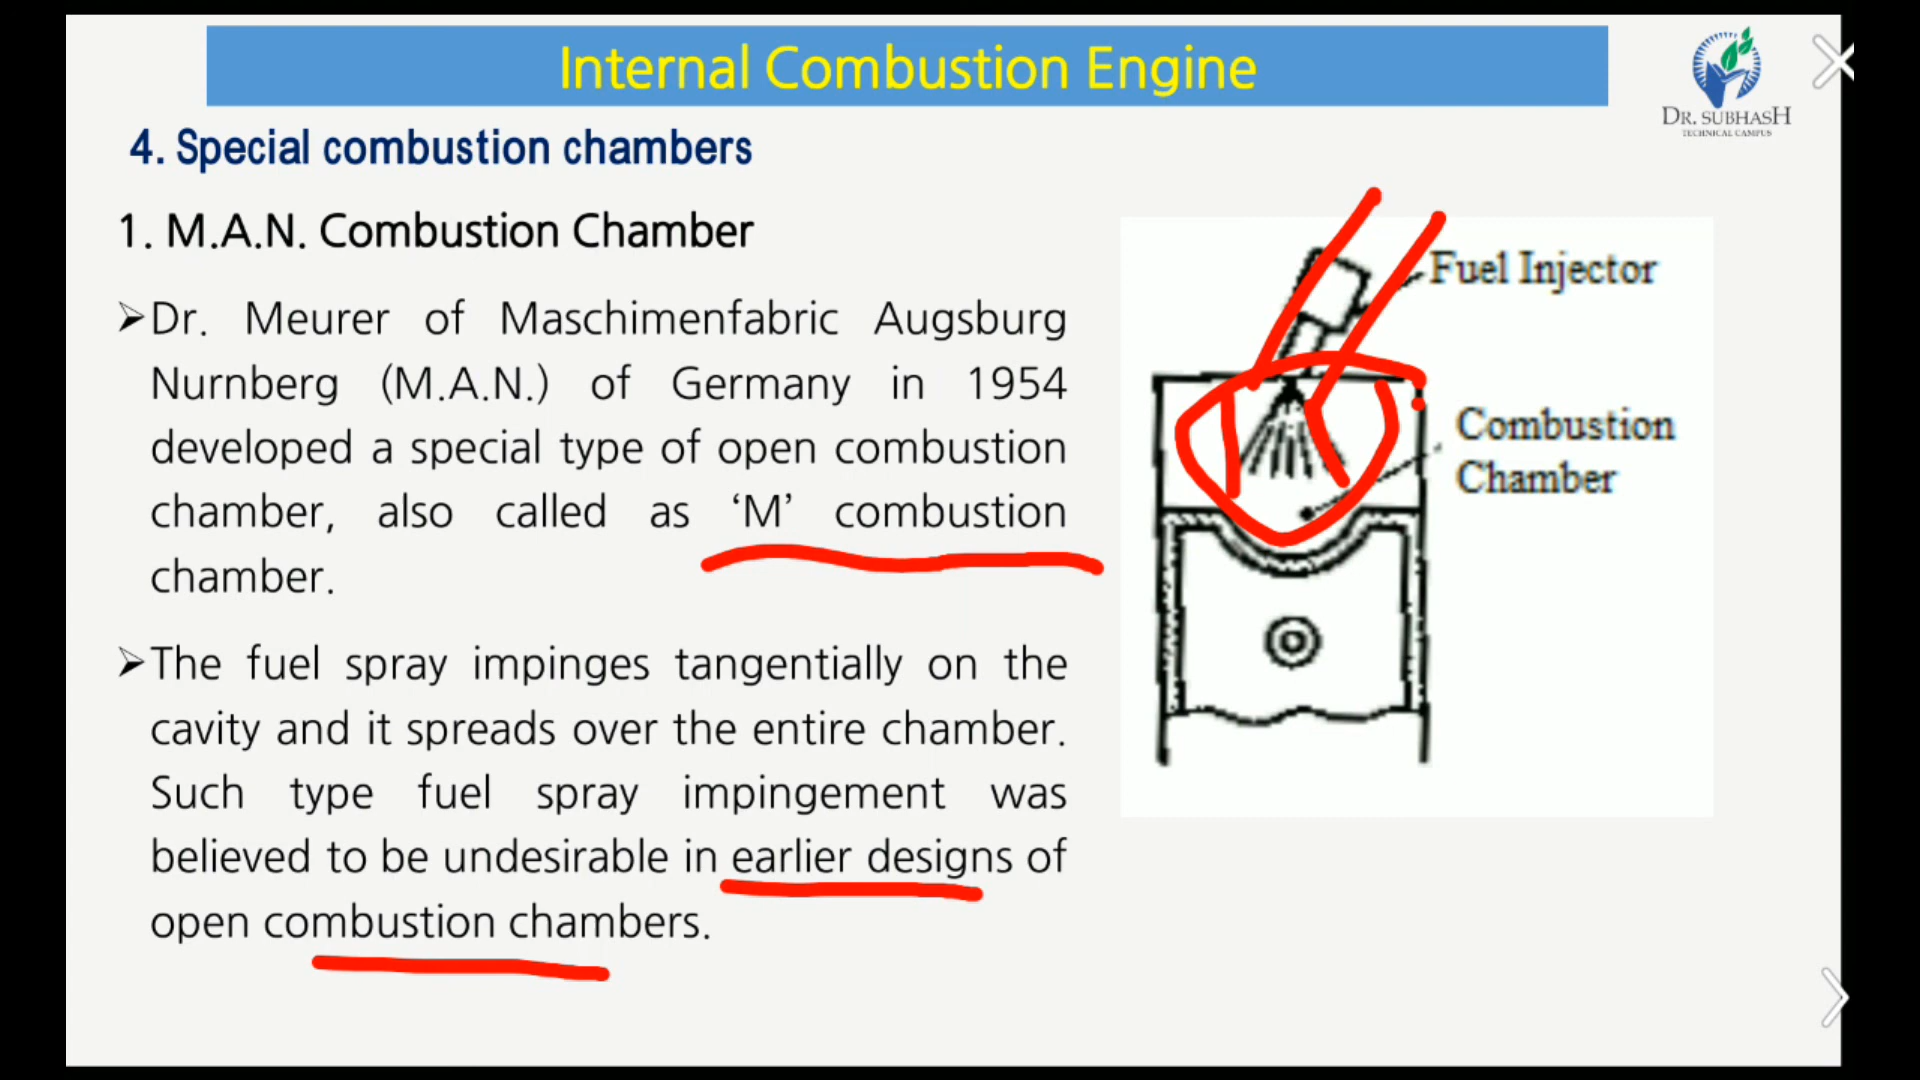 Internal Combustion Engine
DR. SUBHASH
TECHNICAL CAMPUS
4. Special combustion chambers
1. M.A.N. Combustion Chamber
➢Dr. Meurer of Maschimenfabric Augsburg
Nurnberg (M.A.N.) of Germany in 1954
developed a special type of open combustion
chamber, also called as ‘M’ combustion
chamber.
➢The fuel spray impinges tangentially on the
cavity and it spreads over the entire chamber.
Such type fuel spray impingement was
believed to be undesirable in earlier designs of
open combustion chambers.
Fuel Injector
Combustion
Chamber